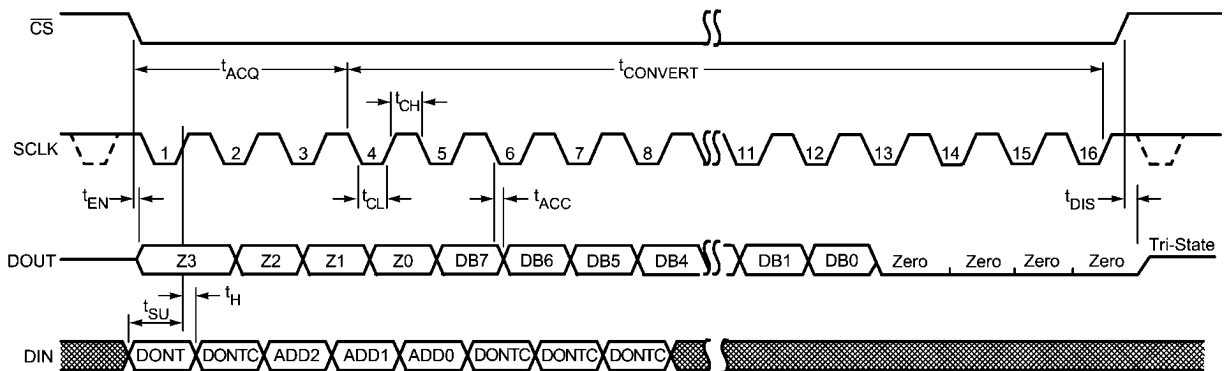 CS
tACQ
tCONVERT
tCH
SCLK
1 2 3 4 5 6 7 8 11 12 13 14 15 16
tEN
tCL
tACC
tDIS
Tri-State
DOUT
Z3 Z2 Z1 Z0 DB7 DB6 DB5 DB4 DB1 DB0 Zero Zero Zero Zero
tSU
tH
DIN
DONT DONTC ADD2 ADD1 ADD0 DONTC DONTC DONTC